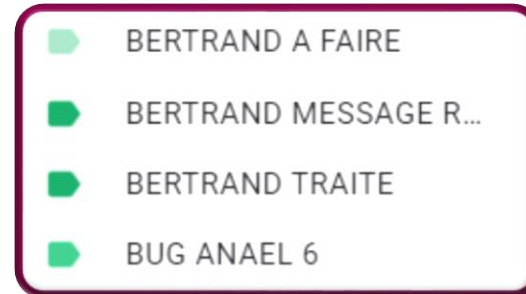 BERTRAND A FAIRE
BERTRAND MESSAGE R...
BERTRAND TRAITE
BUG ANAEL 6